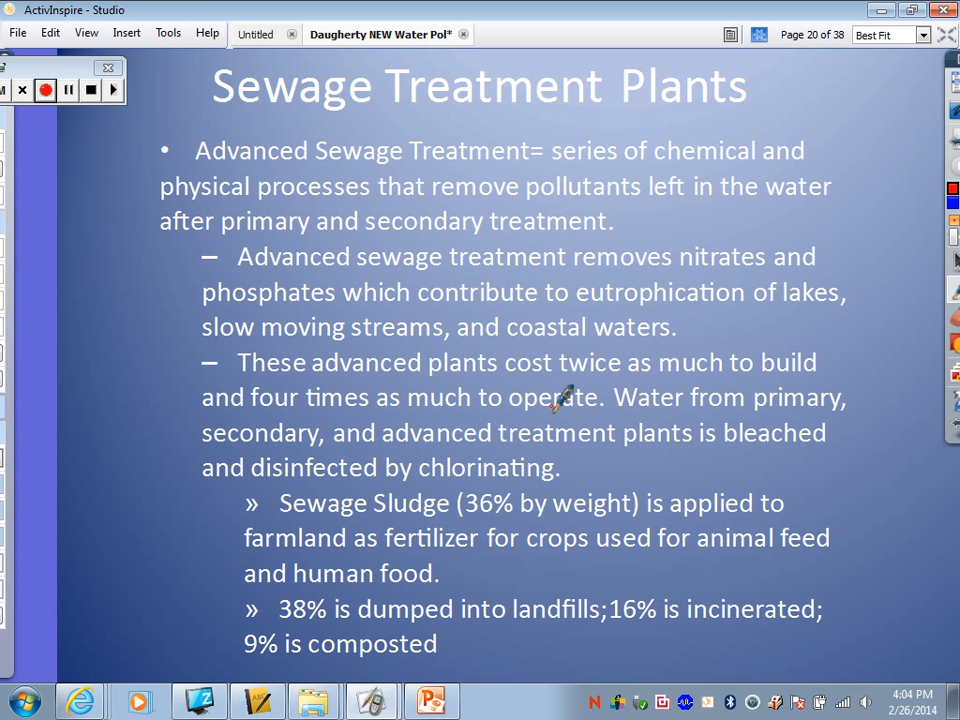 ActivInspire - Studio
File Edit View Insert Tools Help Untitled Daugherty NEW Water Pol* Page 20 of 38 Best Fit
Sewage Treatment Plants
• Advanced Sewage Treatment= series of chemical and
physical processes that remove pollutants left in the water
after primary and secondary treatment.
– Advanced sewage treatment removes nitrates and
phosphates which contribute to eutrophication of lakes,
slow moving streams, and coastal waters.
– These advanced plants cost twice as much to build
and four times as much to operate. Water from primary,
secondary, and advanced treatment plants is bleached
and disinfected by chlorinating.
» Sewage Sludge (36% by weight) is applied to
farmland as fertilizer for crops used for animal feed
and human food.
» 38% is dumped into landfills;16% is incinerated;
9% is composted
4:04 PM
2/26/2014